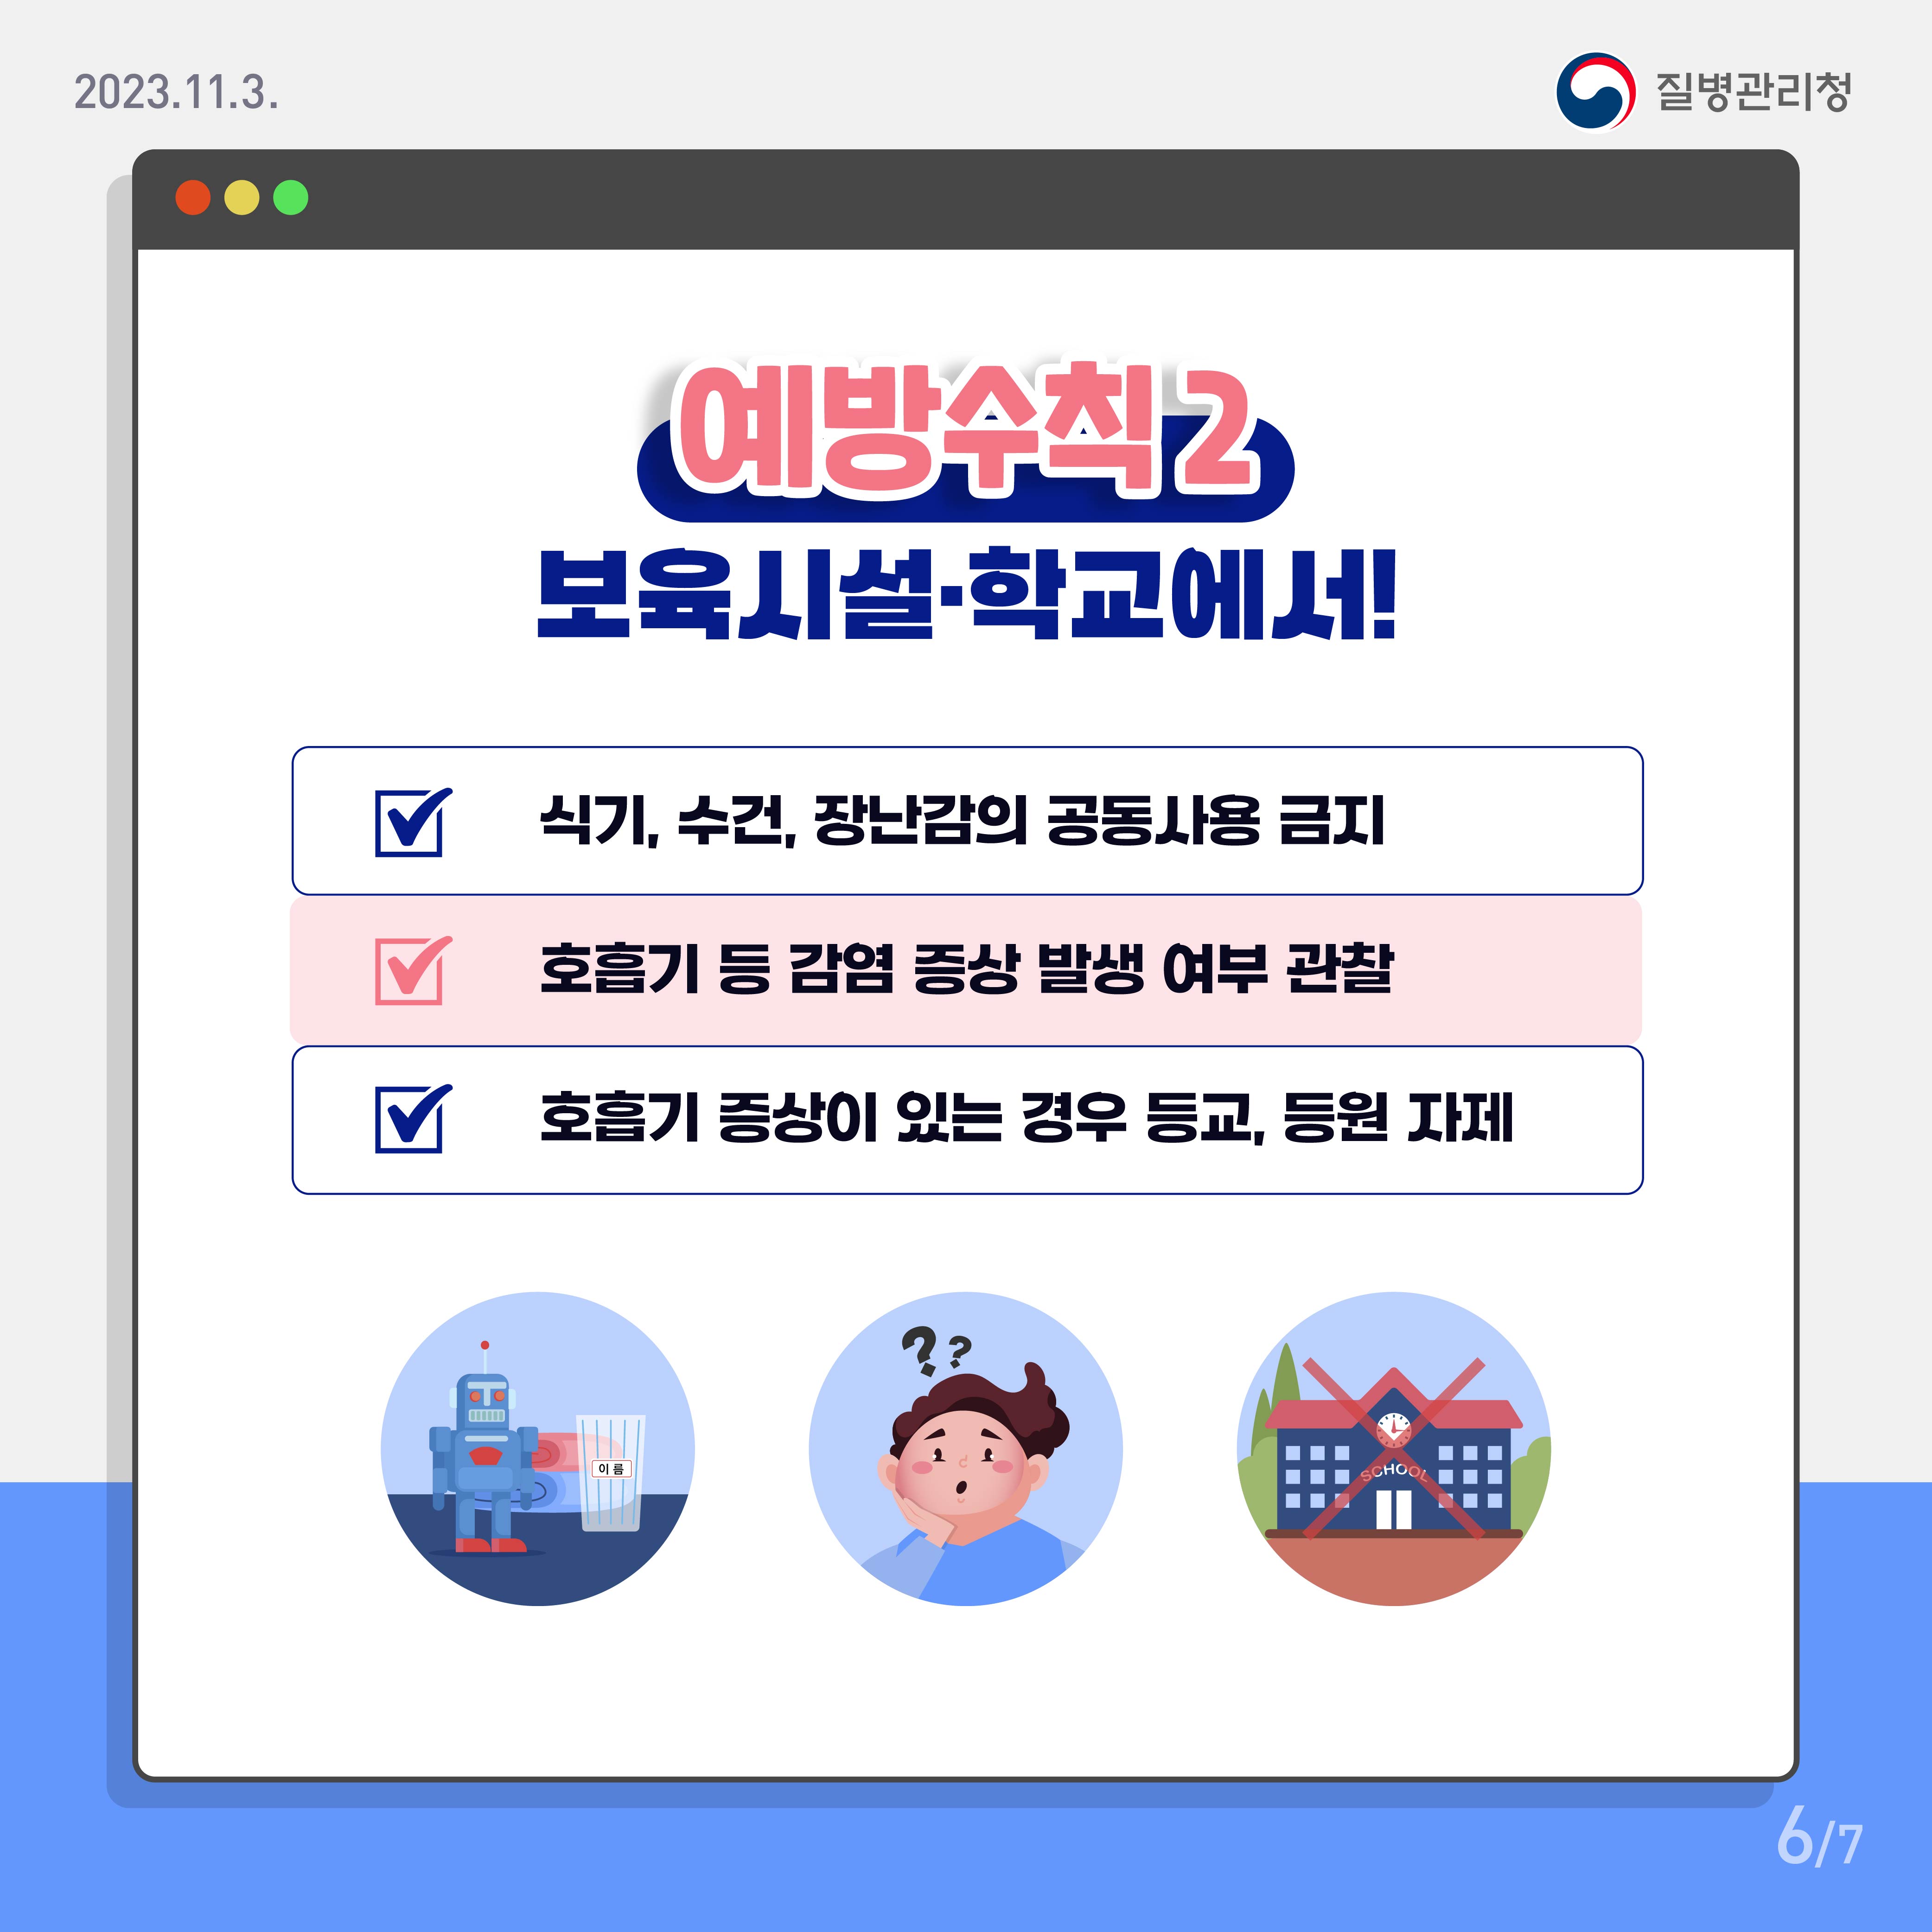 2023.11.3.
질병관리청
예방수칙 2
보육시설·학교에서!
식기, 수건, 장난감의 공동사용 금지
호흡기 등 감염 증상 발생 여부 관찰
호흡기 증상이 있는 경우 등교, 등원 자제
? ?
이 름
SCHOOL
6/7